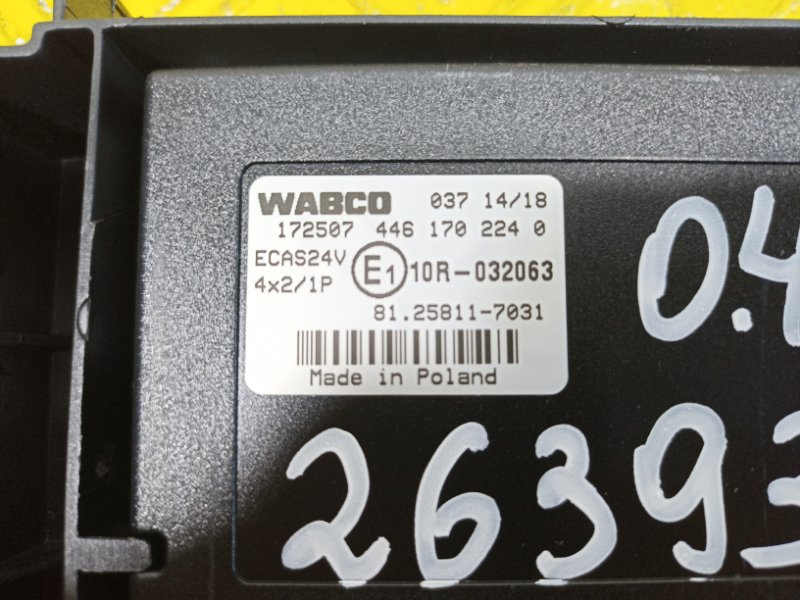 WABCO 037 14/18
172507 446 170 224 0
ECAS24V E1 10R-032063
4x2/1P
81.25811-7031
Made in Poland
0.4
26393